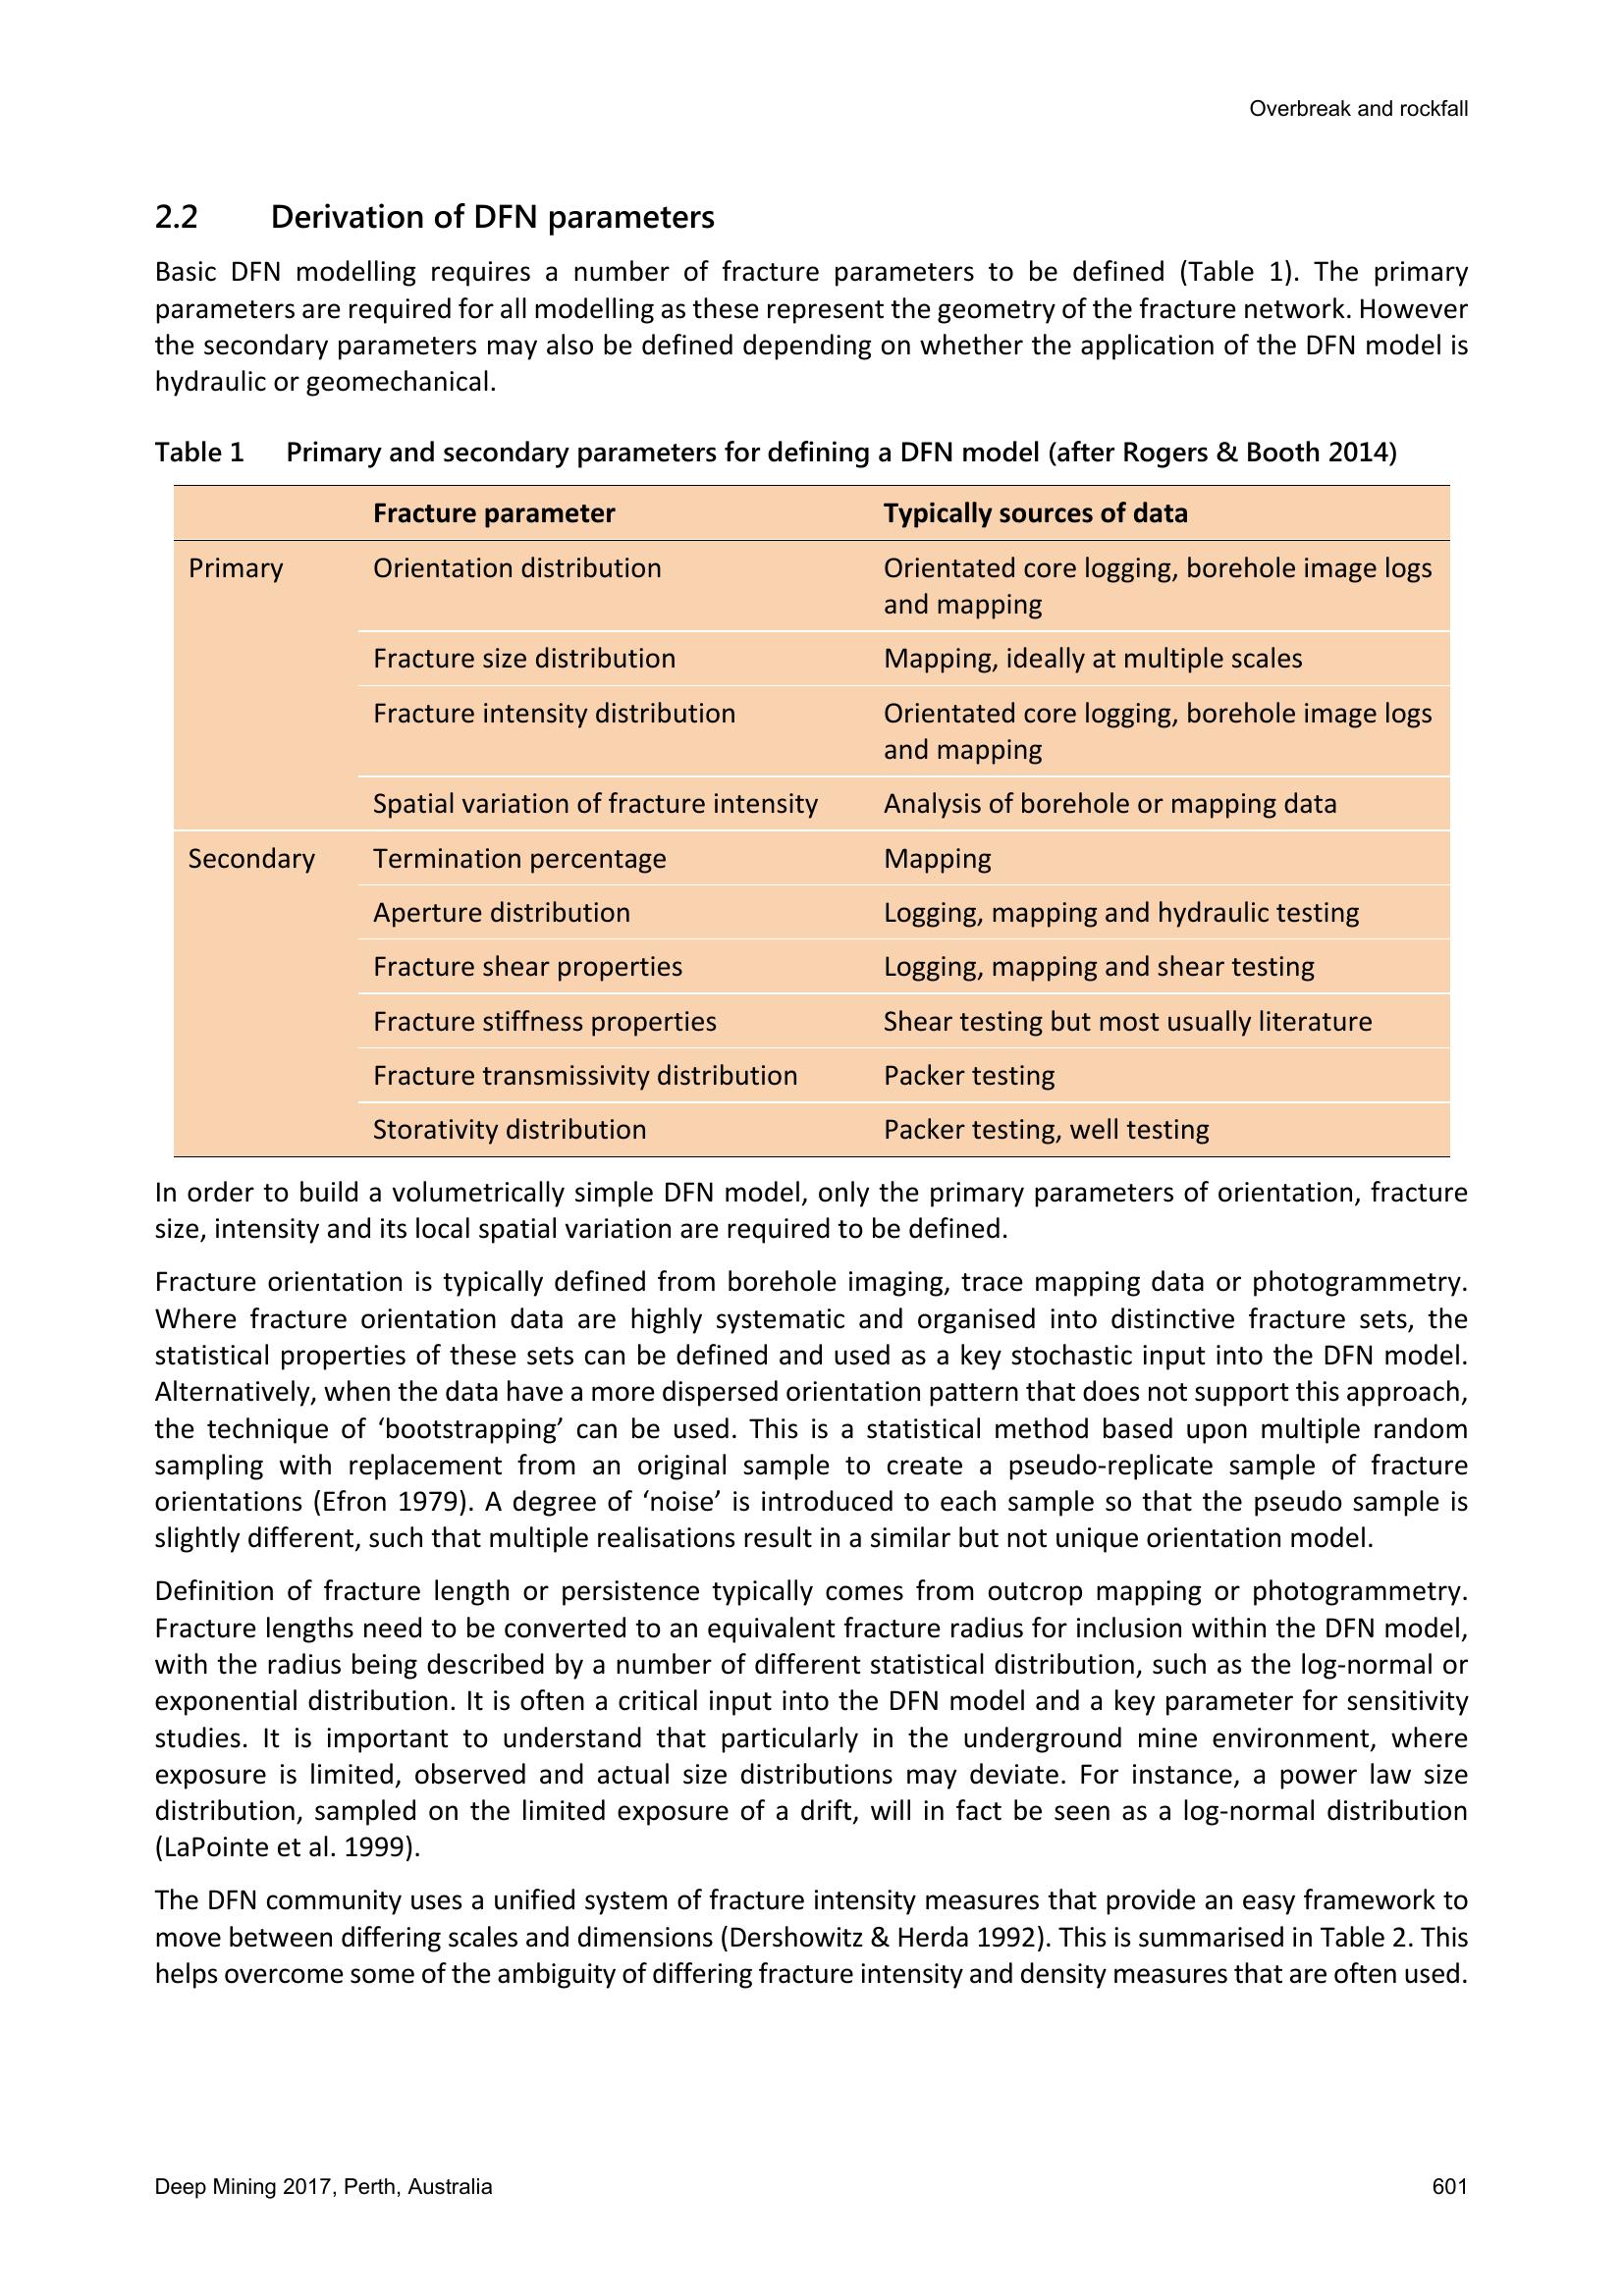 Overbreak and rockfall
2.2 Derivation of DFN parameters
Basic DFN modelling requires a number of fracture parameters to be defined (Table 1). The primary
parameters are required for all modelling as these represent the geometry of the fracture network. However
the secondary parameters may also be defined depending on whether the application of the DFN model is
hydraulic or geomechanical.
Table 1 Primary and secondary parameters for defining a DFN model (after Rogers & Booth 2014)
Fracture parameter Typically sources of data
Primary Orientation distribution Orientated core logging, borehole image logs
and mapping
Fracture size distribution Mapping, ideally at multiple scales
Fracture intensity distribution Orientated core logging, borehole image logs
and mapping
Spatial variation of fracture intensity Analysis of borehole or mapping data
Secondary Termination percentage Mapping
Aperture distribution Logging, mapping and hydraulic testing
Fracture shear properties Logging, mapping and shear testing
Fracture stiffness properties Shear testing but most usually literature
Fracture transmissivity distribution Packer testing
Storativity distribution Packer testing, well testing
In order to build a volumetrically simple DFN model, only the primary parameters of orientation, fracture
size, intensity and its local spatial variation are required to be defined.
Fracture orientation is typically defined from borehole imaging, trace mapping data or photogrammetry.
Where fracture orientation data are highly systematic and organised into distinctive fracture sets, the
statistical properties of these sets can be defined and used as a key stochastic input into the DFN model.
Alternatively, when the data have a more dispersed orientation pattern that does not support this approach,
the technique of ‘bootstrapping’ can be used. This is a statistical method based upon multiple random
sampling with replacement from an original sample to create a pseudo-replicate sample of fracture
orientations (Efron 1979). A degree of ‘noise’ is introduced to each sample so that the pseudo sample is
slightly different, such that multiple realisations result in a similar but not unique orientation model.
Definition of fracture length or persistence typically comes from outcrop mapping or photogrammetry.
Fracture lengths need to be converted to an equivalent fracture radius for inclusion within the DFN model,
with the radius being described by a number of different statistical distribution, such as the log-normal or
exponential distribution. It is often a critical input into the DFN model and a key parameter for sensitivity
studies. It is important to understand that particularly in the underground mine environment, where
exposure is limited, observed and actual size distributions may deviate. For instance, a power law size
distribution, sampled on the limited exposure of a drift, will in fact be seen as a log-normal distribution
(LaPointe et al. 1999).
The DFN community uses a unified system of fracture intensity measures that provide an easy framework to
move between differing scales and dimensions (Dershowitz & Herda 1992). This is summarised in Table 2. This
helps overcome some of the ambiguity of differing fracture intensity and density measures that are often used.
Deep Mining 2017, Perth, Australia 601